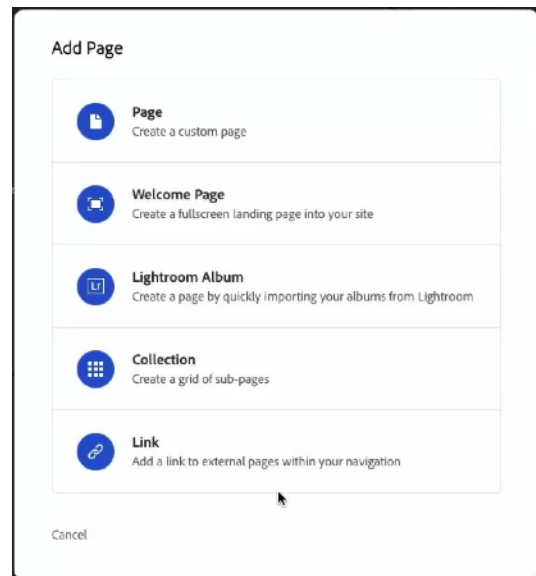 Add Page
Page
Create a custom page
Welcome Page
Create a fullscreen landing page into your site
Lr
Lightroom Album
Create a page by quickly importing your albums from Lightroom
Collection
Create a grid of sub-pages
Link
Add a link to external pages within your navigation
Cancel